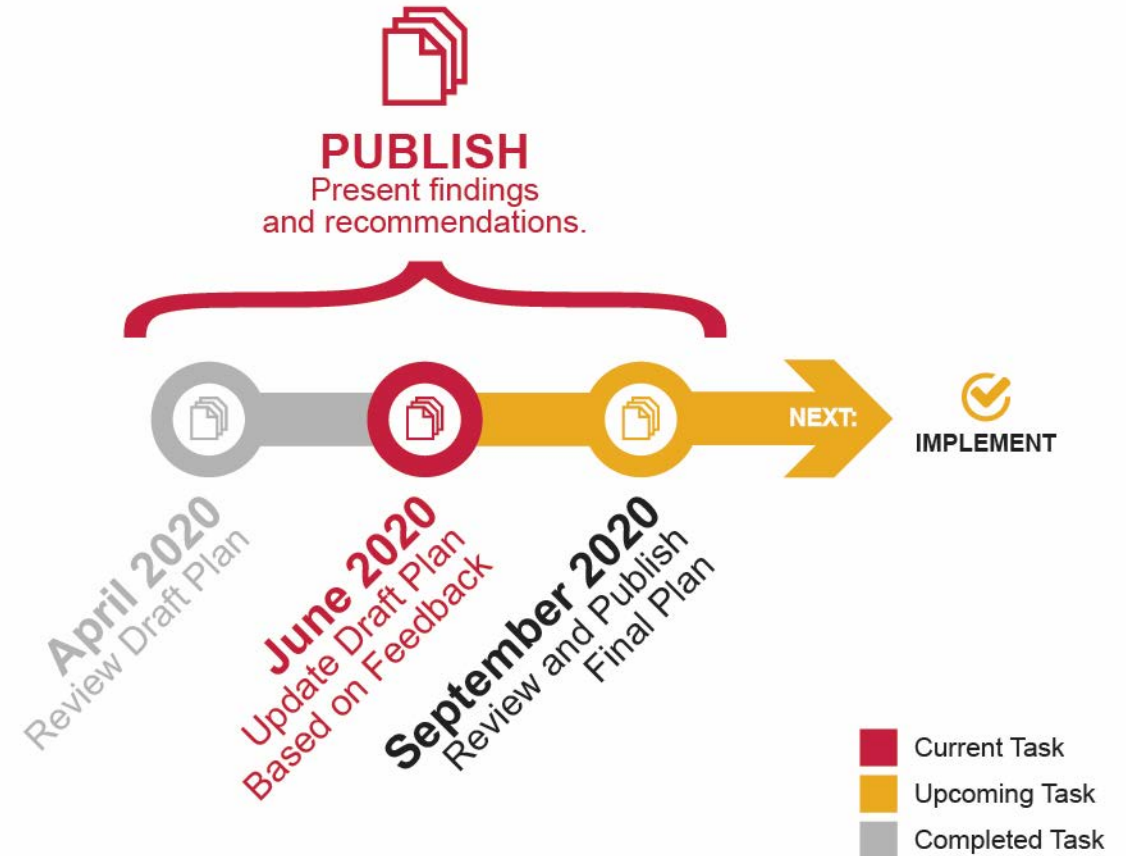 PUBLISH
Present findings
and recommendations.
NEXT:
IMPLEMENT
April 2020
Review Draft Plan
June 2020
Update Draft Plan
Based on Feedback
September 2020
Review and Publish
Final Plan
Current Task
Upcoming Task
Completed Task